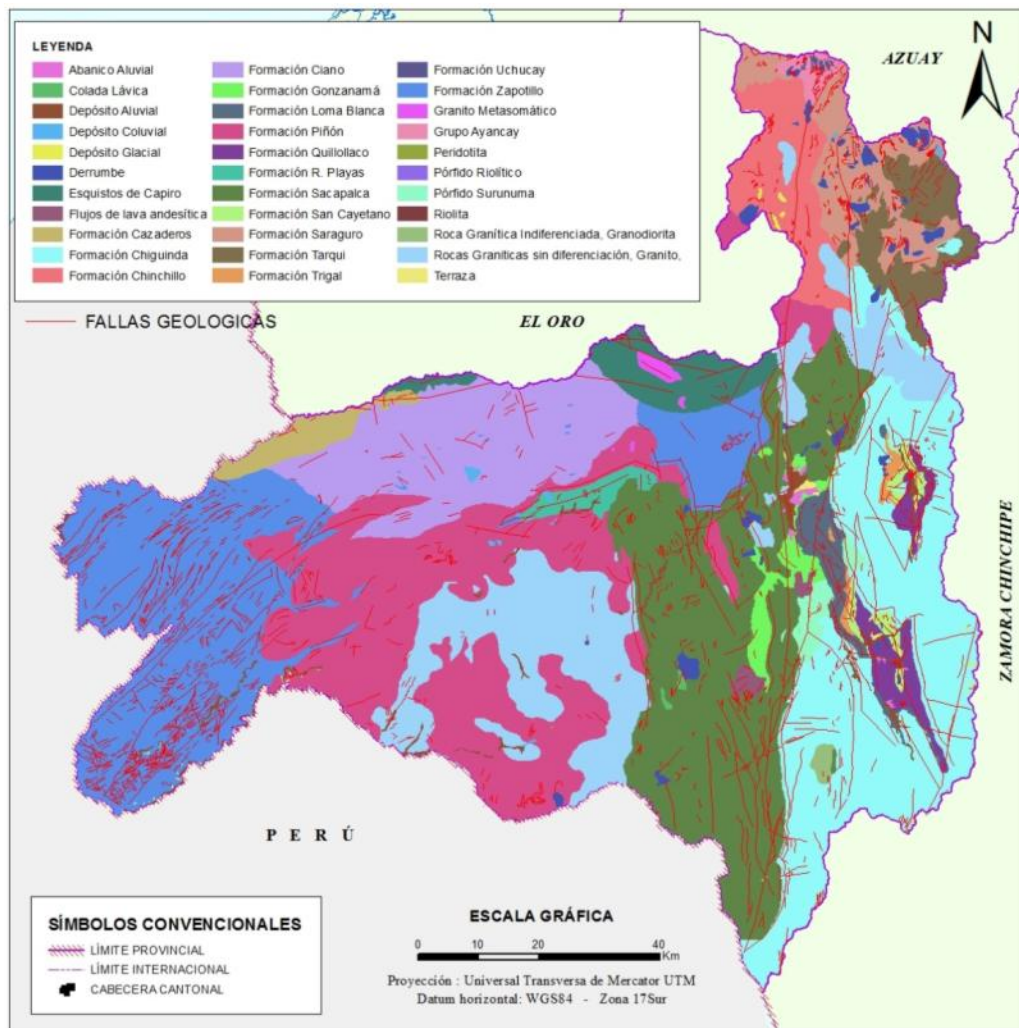 LEYENDA
Abanico Aluvial
Colada Lávica
Depósito Aluvial
Depósito Coluvial
Depósito Glacial
Derrumbe
Esquistos de Capiro
Flujos de lava andesítica
Formación Cazaderos
Formación Chiguinda
Formación Chinchillo
Formación Ciano
Formación Gonzanamá
Formación Loma Blanca
Formación Piñón
Formación Quillollaco
Formación R. Playas
Formación Sacapalca
Formación San Cayetano
Formación Saraguro
Formación Tarqui
Formación Trigal
Formación Uchucay
Formación Zapotillo
Granito Metasomático
Grupo Ayancay
Peridotita
Pórfido Riolítico
Pórfido Surunuma
Riolita
Roca Granítica Indiferenciada, Granodiorita
Rocas Graniticas sin diferenciación, Granito,
Terraza
FALLAS GEOLOGICAS
AZUAY
N
EL ORO
ZAMORA CHINCHIPE
PERÚ
SÍMBOLOS CONVENCIONALES
LÍMITE PROVINCIAL
LÍMITE INTERNACIONAL
CABECERA CANTONAL
ESCALA GRÁFICA
0 10 20 40
Km
Proyección : Universal Transversa de Mercator UTM
Datum horizontal: WGS84 - Zona 17Sur